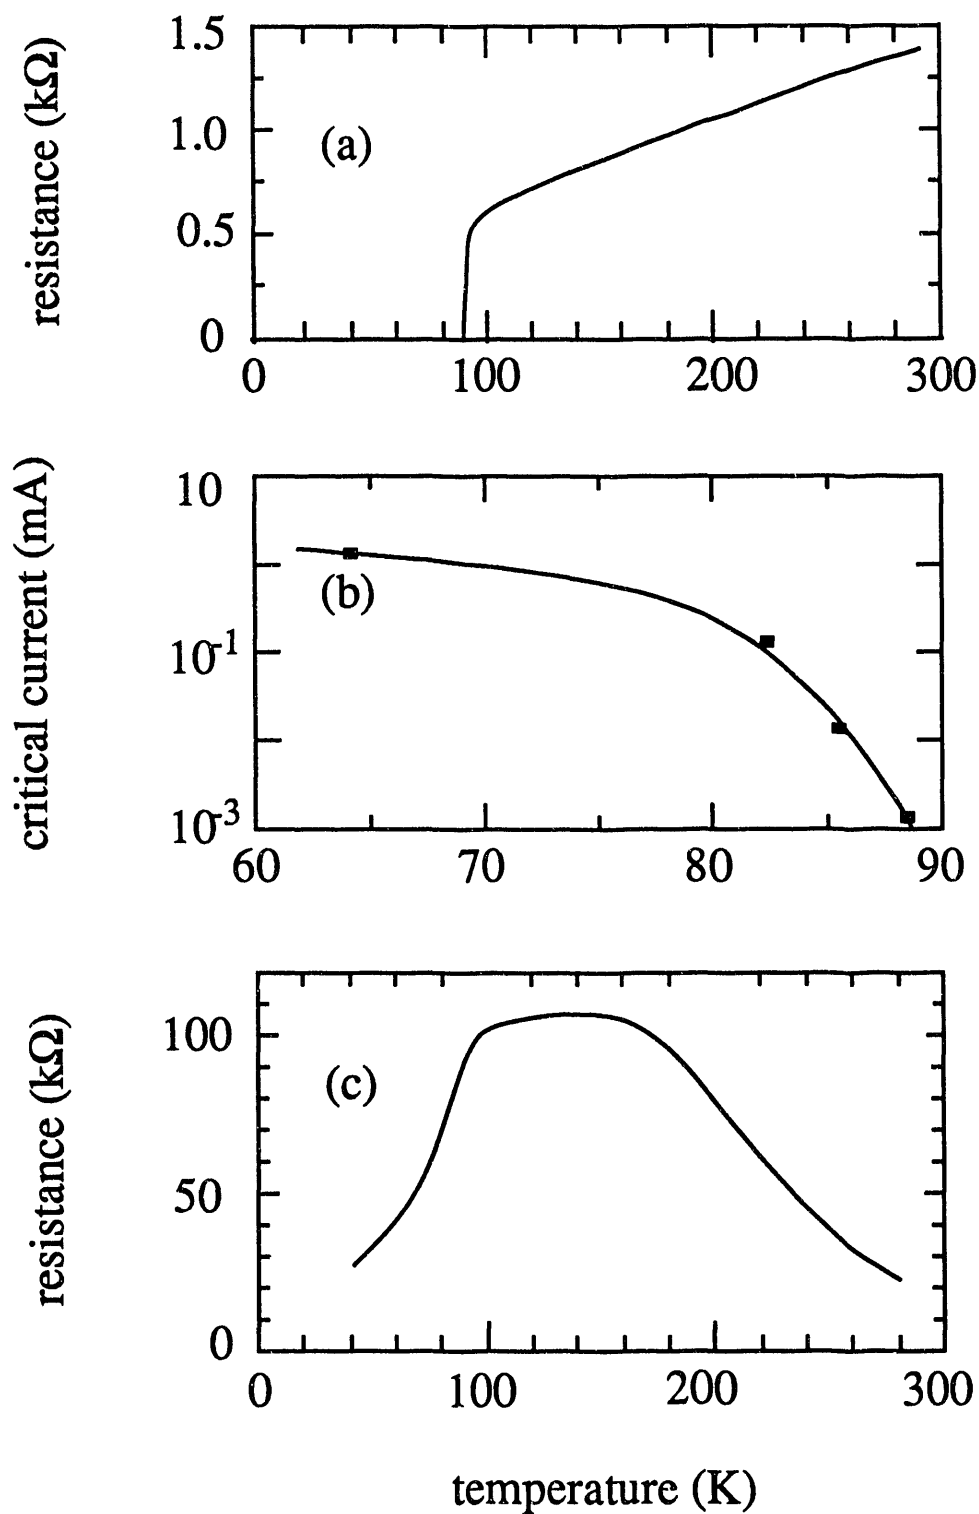 resistance (kΩ)
1.5
1.0
0.5
0
(a)
0 100 200 300
critical current (mA)
10
10-1
10-3
(b)
60 70 80 90
resistance (kΩ)
100
50
0
(c)
0 100 200 300
temperature (K)